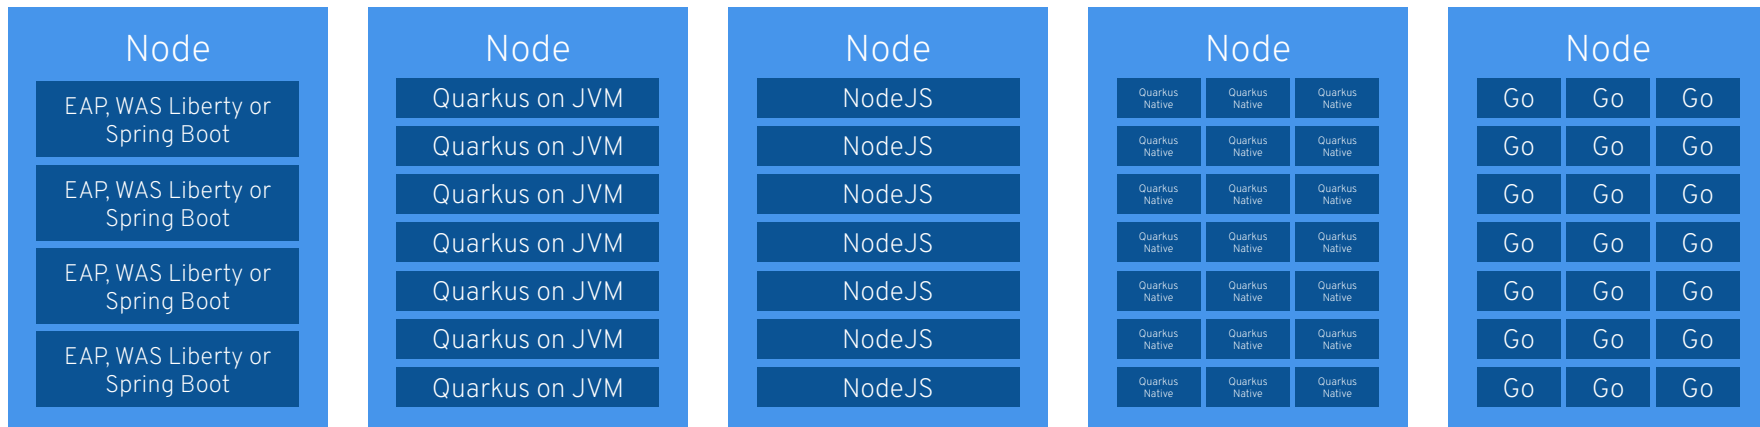 Node
EAP, WAS Liberty or
Spring Boot
EAP, WAS Liberty or
Spring Boot
EAP, WAS Liberty or
Spring Boot
EAP, WAS Liberty or
Spring Boot
Node
Quarkus on JVM
Quarkus on JVM
Quarkus on JVM
Quarkus on JVM
Quarkus on JVM
Quarkus on JVM
Quarkus on JVM
Node
NodeJS
NodeJS
NodeJS
NodeJS
NodeJS
NodeJS
NodeJS
Node
Quarkus Quarkus Quarkus
Native Native Native
Quarkus Quarkus Quarkus
Native Native Native
Quarkus Quarkus Quarkus
Native Native Native
Quarkus Quarkus Quarkus
Native Native Native
Quarkus Quarkus Quarkus
Native Native Native
Quarkus Quarkus Quarkus
Native Native Native
Quarkus Quarkus Quarkus
Native Native Native
Node
Go Go Go
Go Go Go
Go Go Go
Go Go Go
Go Go Go
Go Go Go
Go Go Go